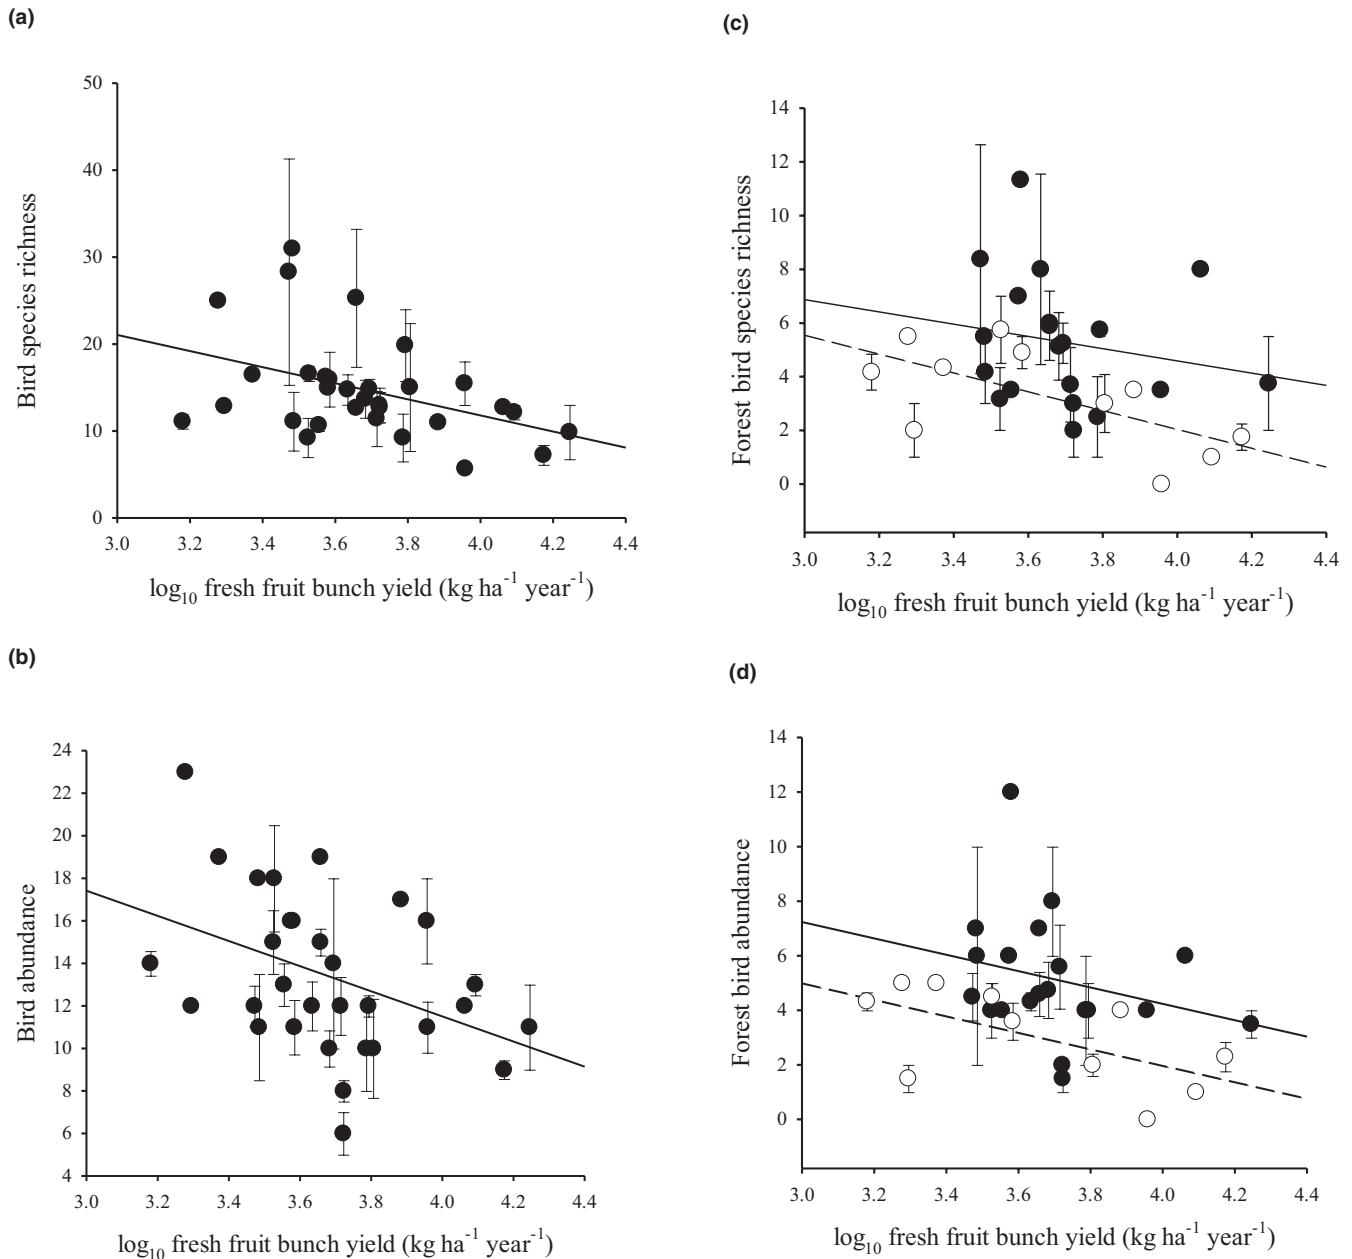 (a)
50
40
30
20
10
0
3.0 3.2 3.4 3.6 3.8 4.0 4.2 4.4
Bird species richness
log10 fresh fruit bunch yield (kg ha-1 year-1)
(b)
24
22
20
18
16
14
12
10
8
6
4
3.0 3.2 3.4 3.6 3.8 4.0 4.2 4.4
Bird abundance
log10 fresh fruit bunch yield (kg ha-1 year-1)
(c)
14
12
10
8
6
4
2
0
3.0 3.2 3.4 3.6 3.8 4.0 4.2 4.4
Forest bird species richness
log10 fresh fruit bunch yield (kg ha-1 year-1)
(d)
14
12
10
8
6
4
2
0
3.0 3.2 3.4 3.6 3.8 4.0 4.2 4.4
Forest bird abundance
log10 fresh fruit bunch yield (kg ha-1 year-1)